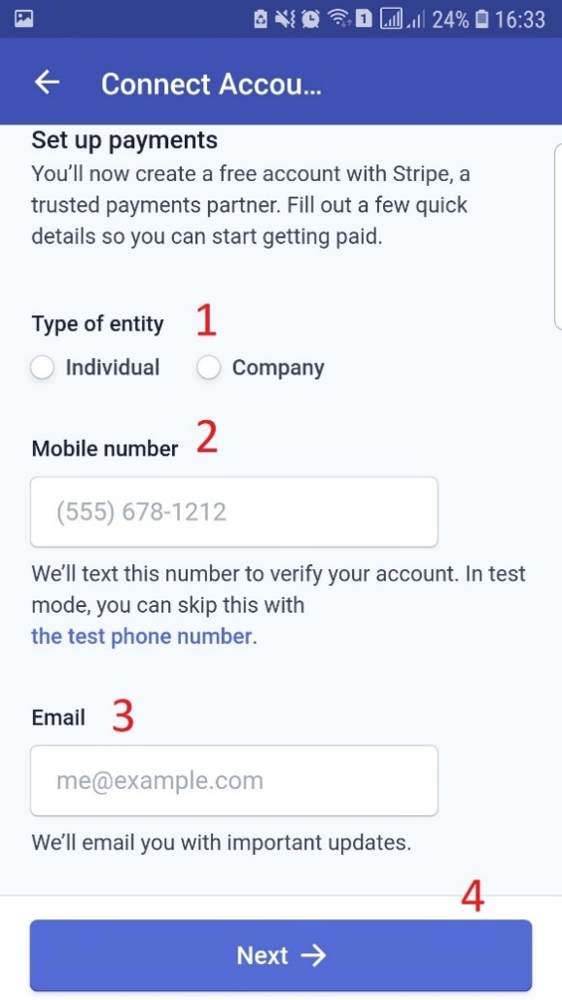 24% 16:33
Connect Accou...
Set up payments
You'll now create a free account with Stripe, a
trusted payments partner. Fill out a few quick
details so you can start getting paid.
Type of entity 1
Individual Company
Mobile number 2
(555) 678-1212
We'll text this number to verify your account. In test
mode, you can skip this with
the test phone number.
Email 3
me@example.com
We'll email you with important updates.
4
Next →